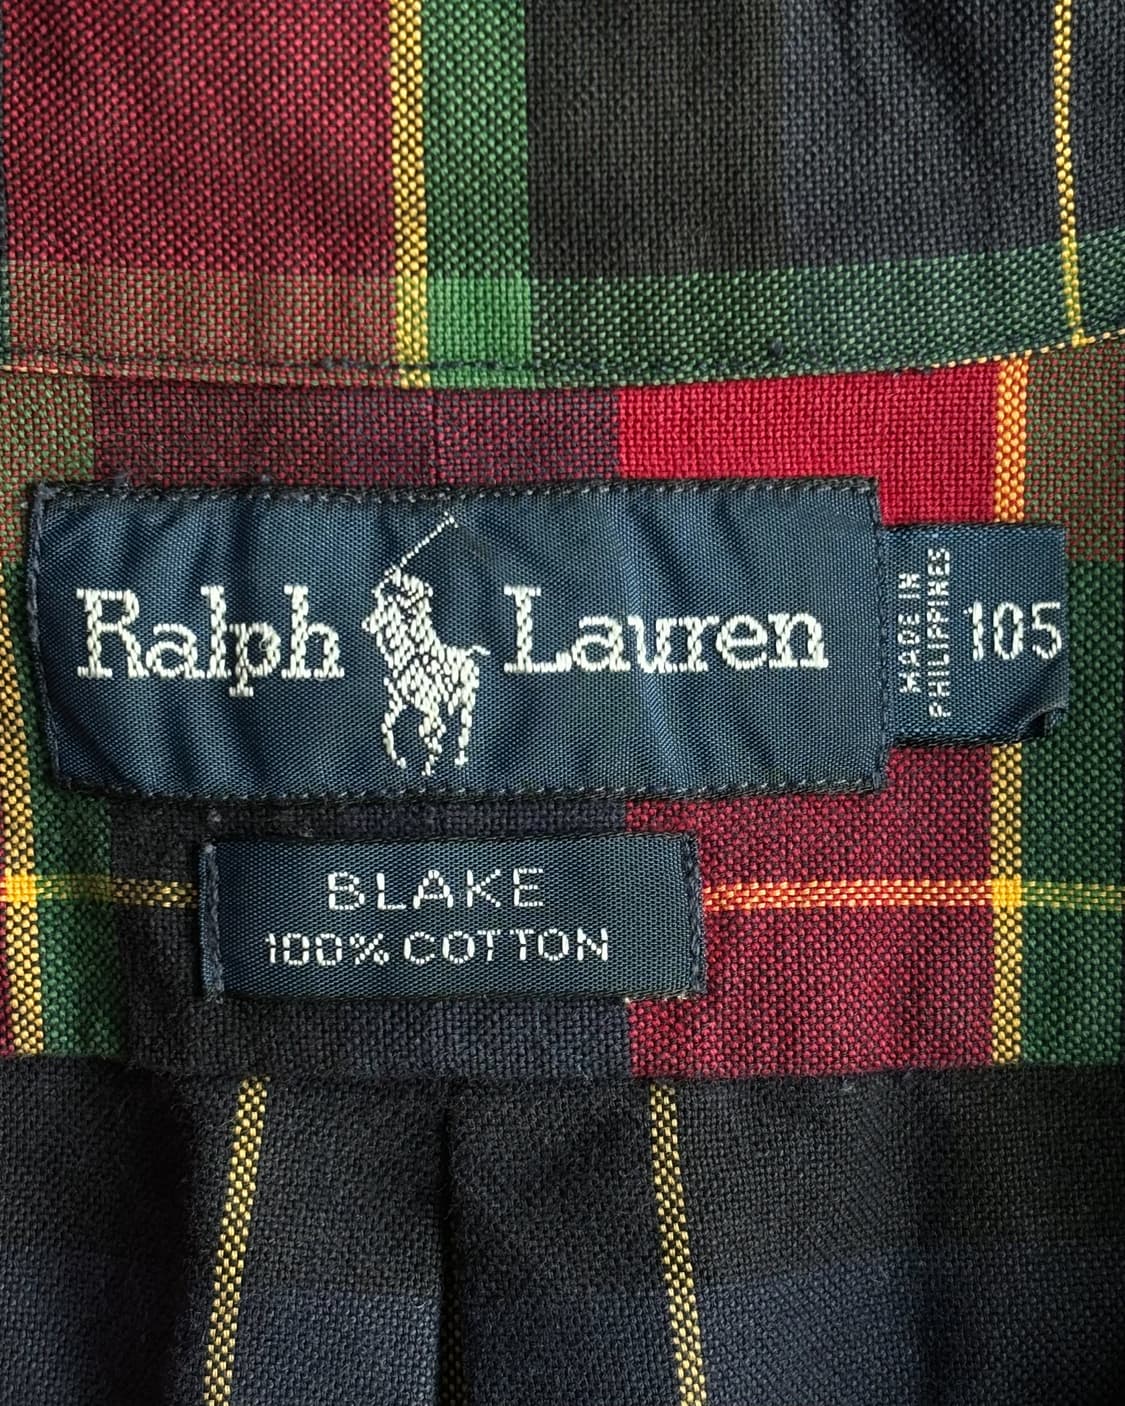 Ralph Lauren
MADE IN
PHILIPPINES
105
BLAKE
100% COTTON